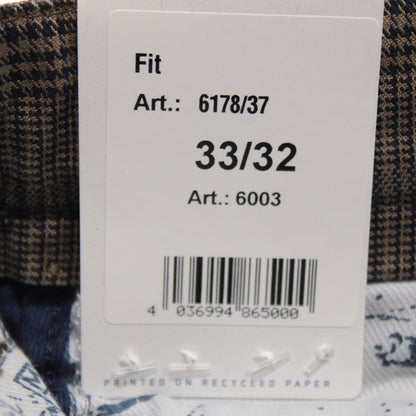 Fit
Art.: 6178/37
33/32
Art.: 6003
4 036994 865000
PRINTED ON RECYCLED PAPER